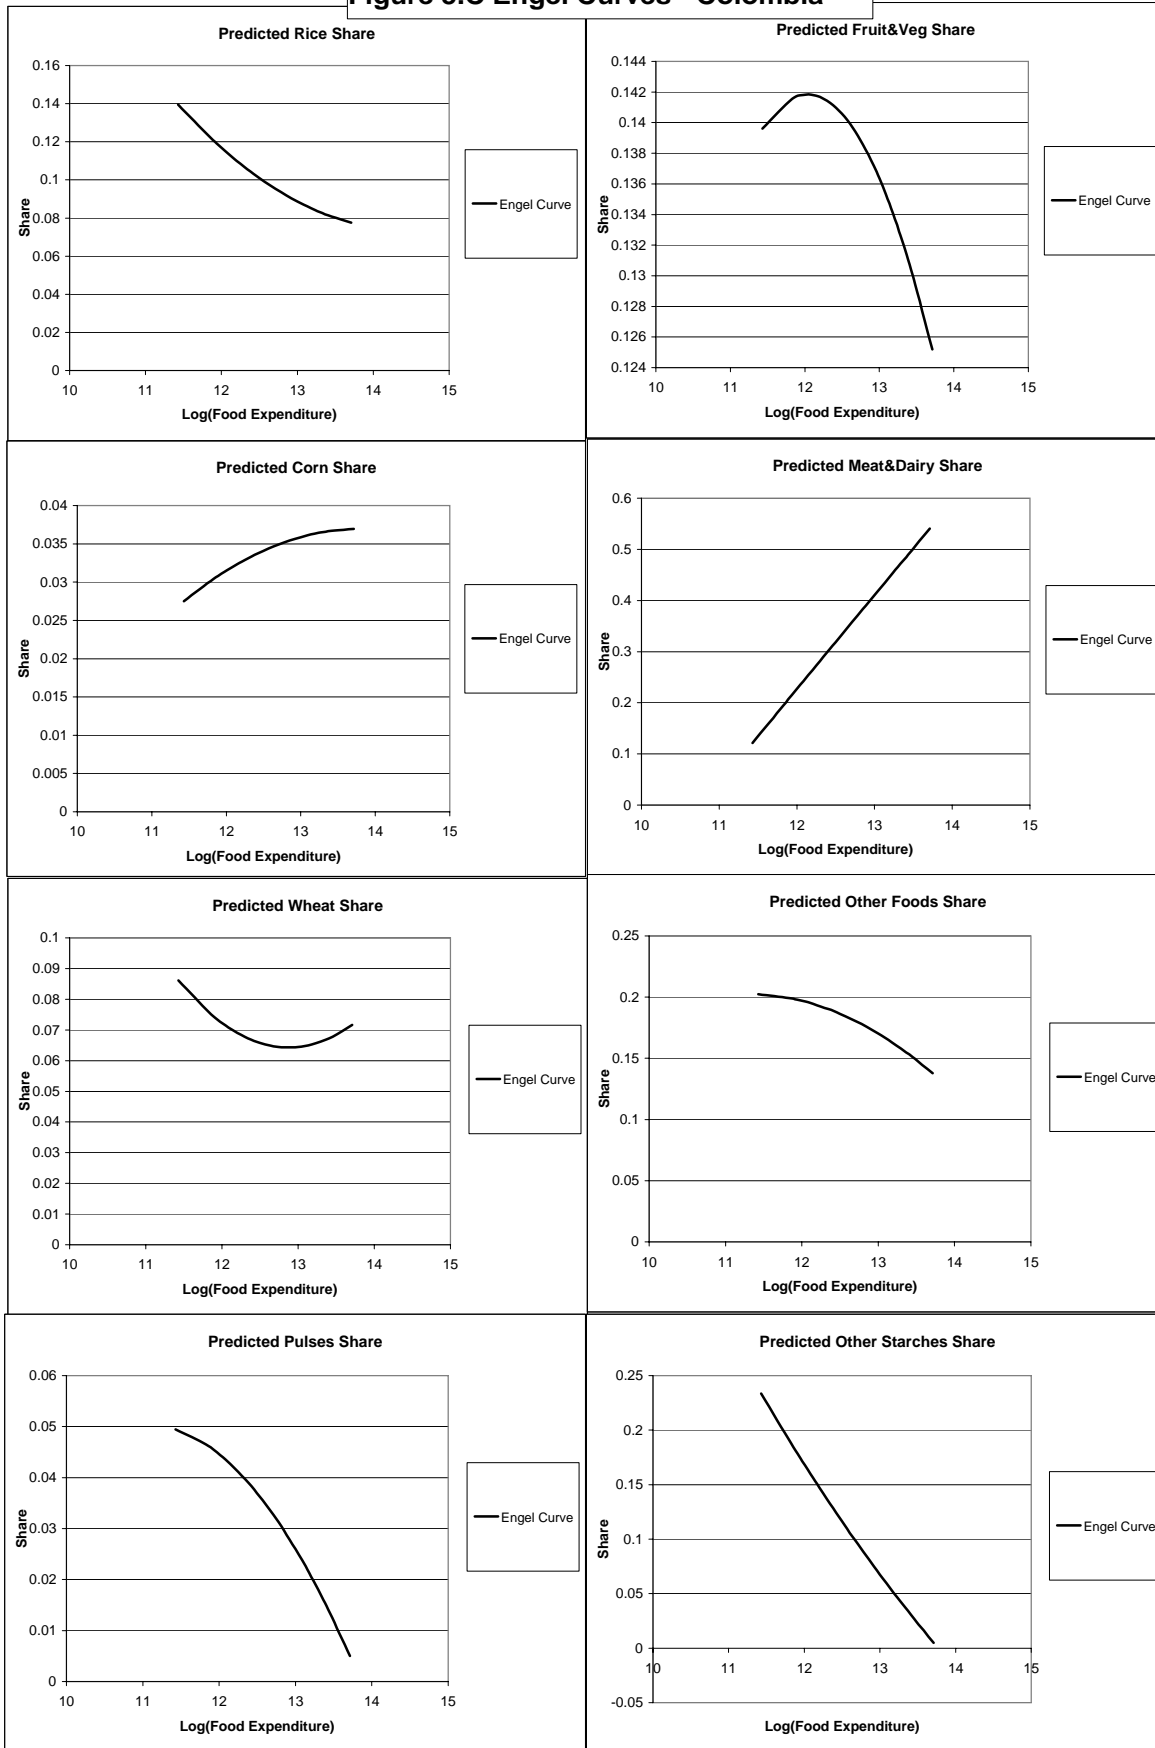 Figure Engel Curves - Colombia
Predicted Rice Share
0.16
0.14
0.12
0.1
0.08
0.06
0.04
0.02
0
Share
10 11 12 13 14 15
Log(Food Expenditure)
Engel Curve
Predicted Fruit&Veg Share
0.144
0.142
0.14
0.138
0.136
0.134
0.132
0.13
0.128
0.126
0.124
Share
10 11 12 13 14 15
Log(Food Expenditure)
Engel Curve
Predicted Corn Share
0.04
0.035
0.03
0.025
0.02
0.015
0.01
0.005
0
Share
10 11 12 13 14 15
Log(Food Expenditure)
Engel Curve
Predicted Meat&Dairy Share
0.6
0.5
0.4
0.3
0.2
0.1
0
Share
10 11 12 13 14 15
Log(Food Expenditure)
Engel Curve
Predicted Wheat Share
0.1
0.09
0.08
0.07
0.06
0.05
0.04
0.03
0.02
0.01
0
Share
10 11 12 13 14 15
Log(Food Expenditure)
Engel Curve
Predicted Other Foods Share
0.25
0.2
0.15
0.1
0.05
0
Share
10 11 12 13 14 15
Log(Food Expenditure)
Engel Curve
Predicted Pulses Share
0.06
0.05
0.04
0.03
0.02
0.01
0
Share
10 11 12 13 14 15
Log(Food Expenditure)
Engel Curve
Predicted Other Starches Share
0.25
0.2
0.15
0.1
0.05
0
-0.05
Share
10 11 12 13 14 15
Log(Food Expenditure)
Engel Curve